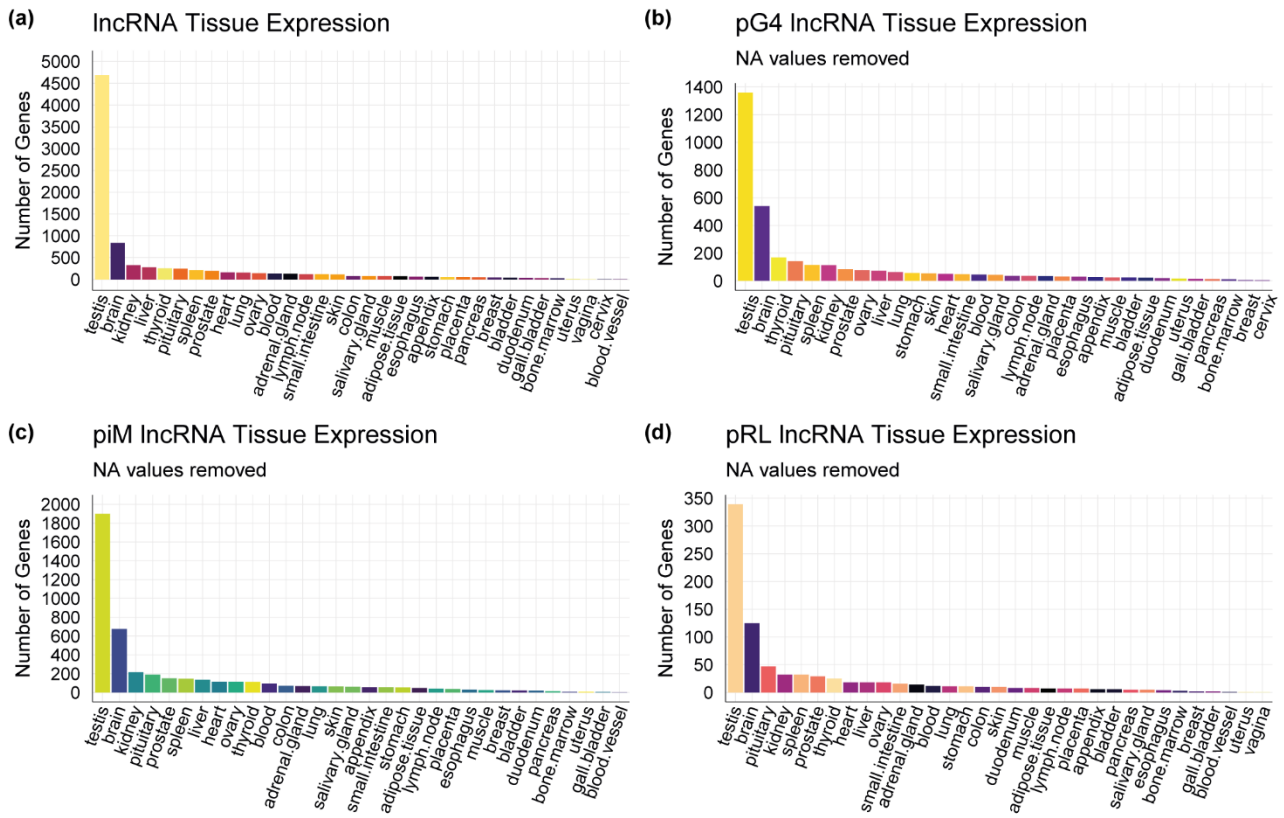 (a) lncRNA Tissue Expression
Number of Genes
5000
4500
4000
3500
3000
2500
2000
1500
1000
500
0
testis
brain
kidney
liver
thyroid
pituitary
spleen
prostate
heart
lung
ovary
blood
adrenal.gland
lymph.node
small.intestine
skin
colon
salivary.gland
muscle
adipose.tissue
esophagus
appendix
stomach
placenta
pancreas
breast
bladder
duodenum
gall.bladder
bone.marrow
uterus
vagina
cervix
blood.vessel
(b) pG4 lncRNA Tissue Expression
NA values removed
Number of Genes
1400
1200
1000
800
600
400
200
0
testis
brain
thyroid
pituitary
spleen
kidney
prostate
ovary
liver
lung
stomach
skin
heart
small.intestine
blood
salivary.gland
colon
lymph.node
adrenal.gland
placenta
esophagus
appendix
muscle
bladder
adipose.tissue
duodenum
uterus
gall.bladder
pancreas
bone.marrow
breast
cervix
(c) piM lncRNA Tissue Expression
NA values removed
Number of Genes
2000
1800
1600
1400
1200
1000
800
600
400
200
0
testis
brain
kidney
pituitary
prostate
spleen
liver
heart
ovary
thyroid
blood
colon
adrenal.gland
lung
skin
salivary.gland
appendix
small.intestine
stomach
adipose.tissue
lymph.node
placenta
esophagus
muscle
breast
bladder
duodenum
pancreas
bone.marrow
uterus
gall.bladder
blood.vessel
(d) pRL lncRNA Tissue Expression
NA values removed
Number of Genes
350
300
250
200
150
100
50
0
testis
brain
pituitary
kidney
spleen
prostate
thyroid
heart
liver
ovary
small.intestine
adrenal.gland
blood
lung
stomach
colon
skin
duodenum
muscle
adipose.tissue
lymph.node
placenta
appendix
bladder
pancreas
salivary.gland
esophagus
bone.marrow
breast
gall.bladder
blood.vessel
uterus
vagina